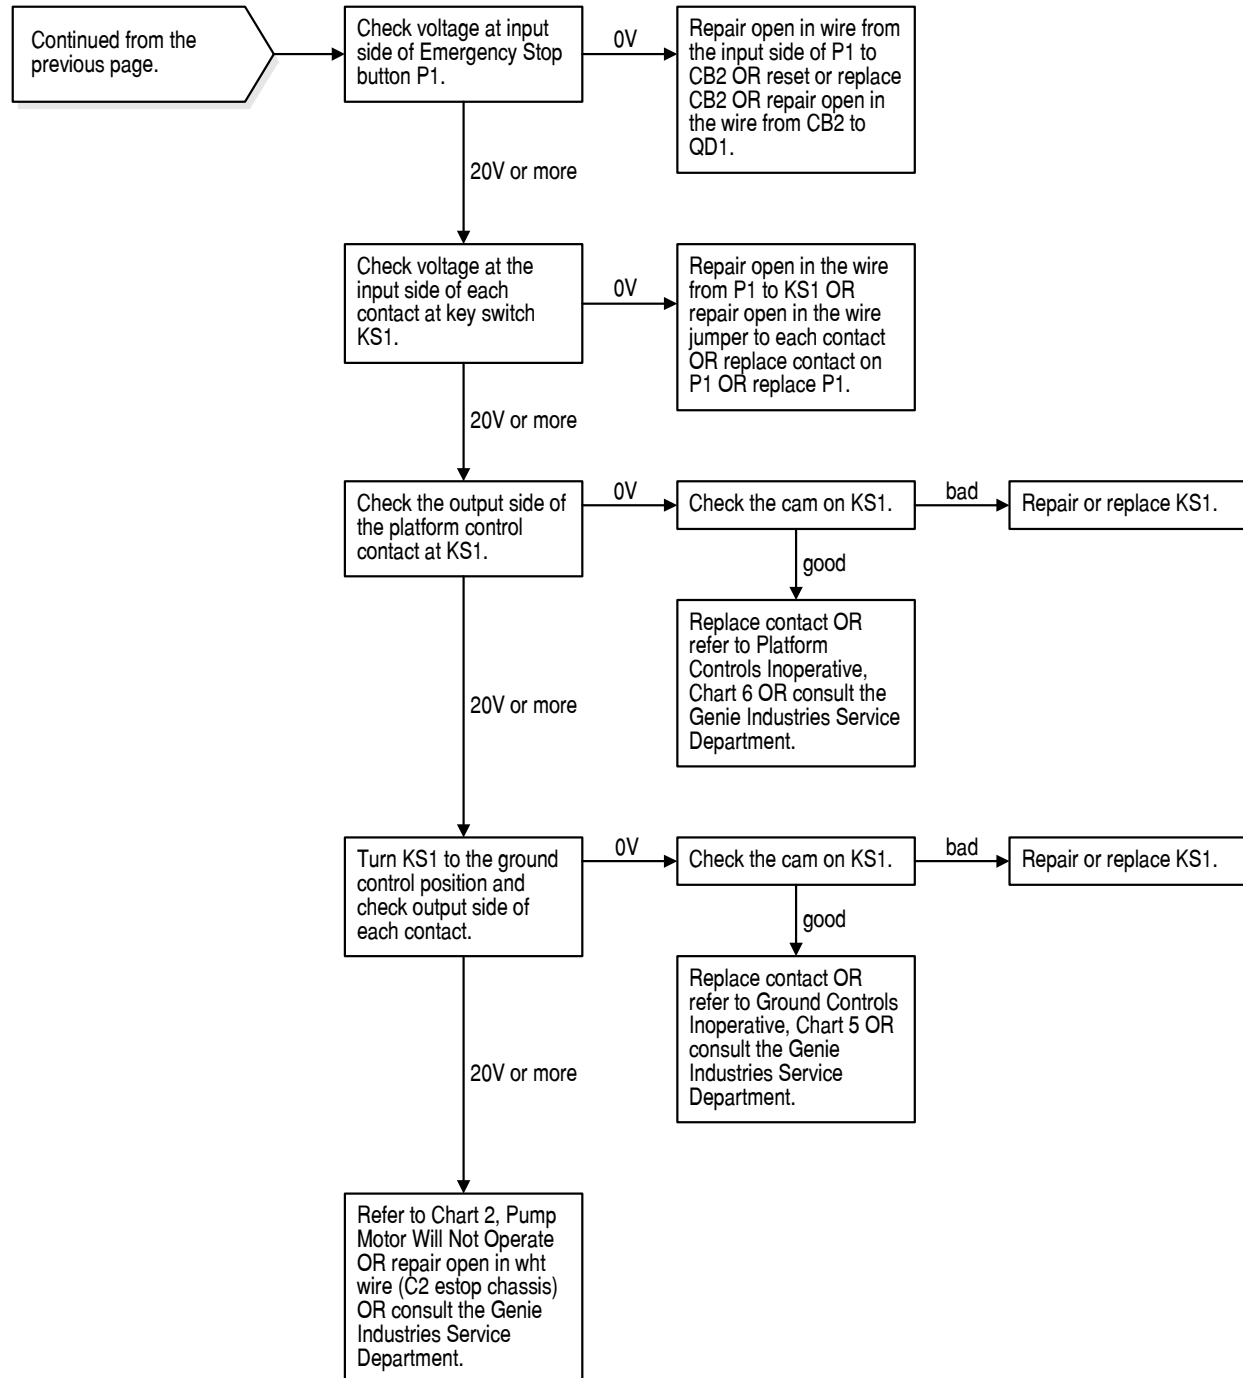 Continued from the
previous page.
Check voltage at input
side of Emergency Stop
button P1.
0V
Repair open in wire from
the input side of P1 to
CB2 OR reset or replace
CB2 OR repair open in
the wire from CB2 to
QD1.
20V or more
Check voltage at the
input side of each
contact at key switch
KS1.
0V
Repair open in the wire
from P1 to KS1 OR
repair open in the wire
jumper to each contact
OR replace contact on
P1 OR replace P1.
20V or more
Check the output side of
the platform control
contact at KS1.
0V
Check the cam on KS1.
bad
Repair or replace KS1.
good
Replace contact OR
refer to Platform
Controls Inoperative,
Chart 6 OR consult the
Genie Industries Service
Department.
20V or more
Turn KS1 to the ground
control position and
check output side of
each contact.
0V
Check the cam on KS1.
bad
Repair or replace KS1.
good
Replace contact OR
refer to Ground Controls
Inoperative, Chart 5 OR
consult the Genie
Industries Service
Department.
20V or more
Refer to Chart 2, Pump
Motor Will Not Operate
OR repair open in wht
wire (C2 estop chassis)
OR consult the Genie
Industries Service
Department.